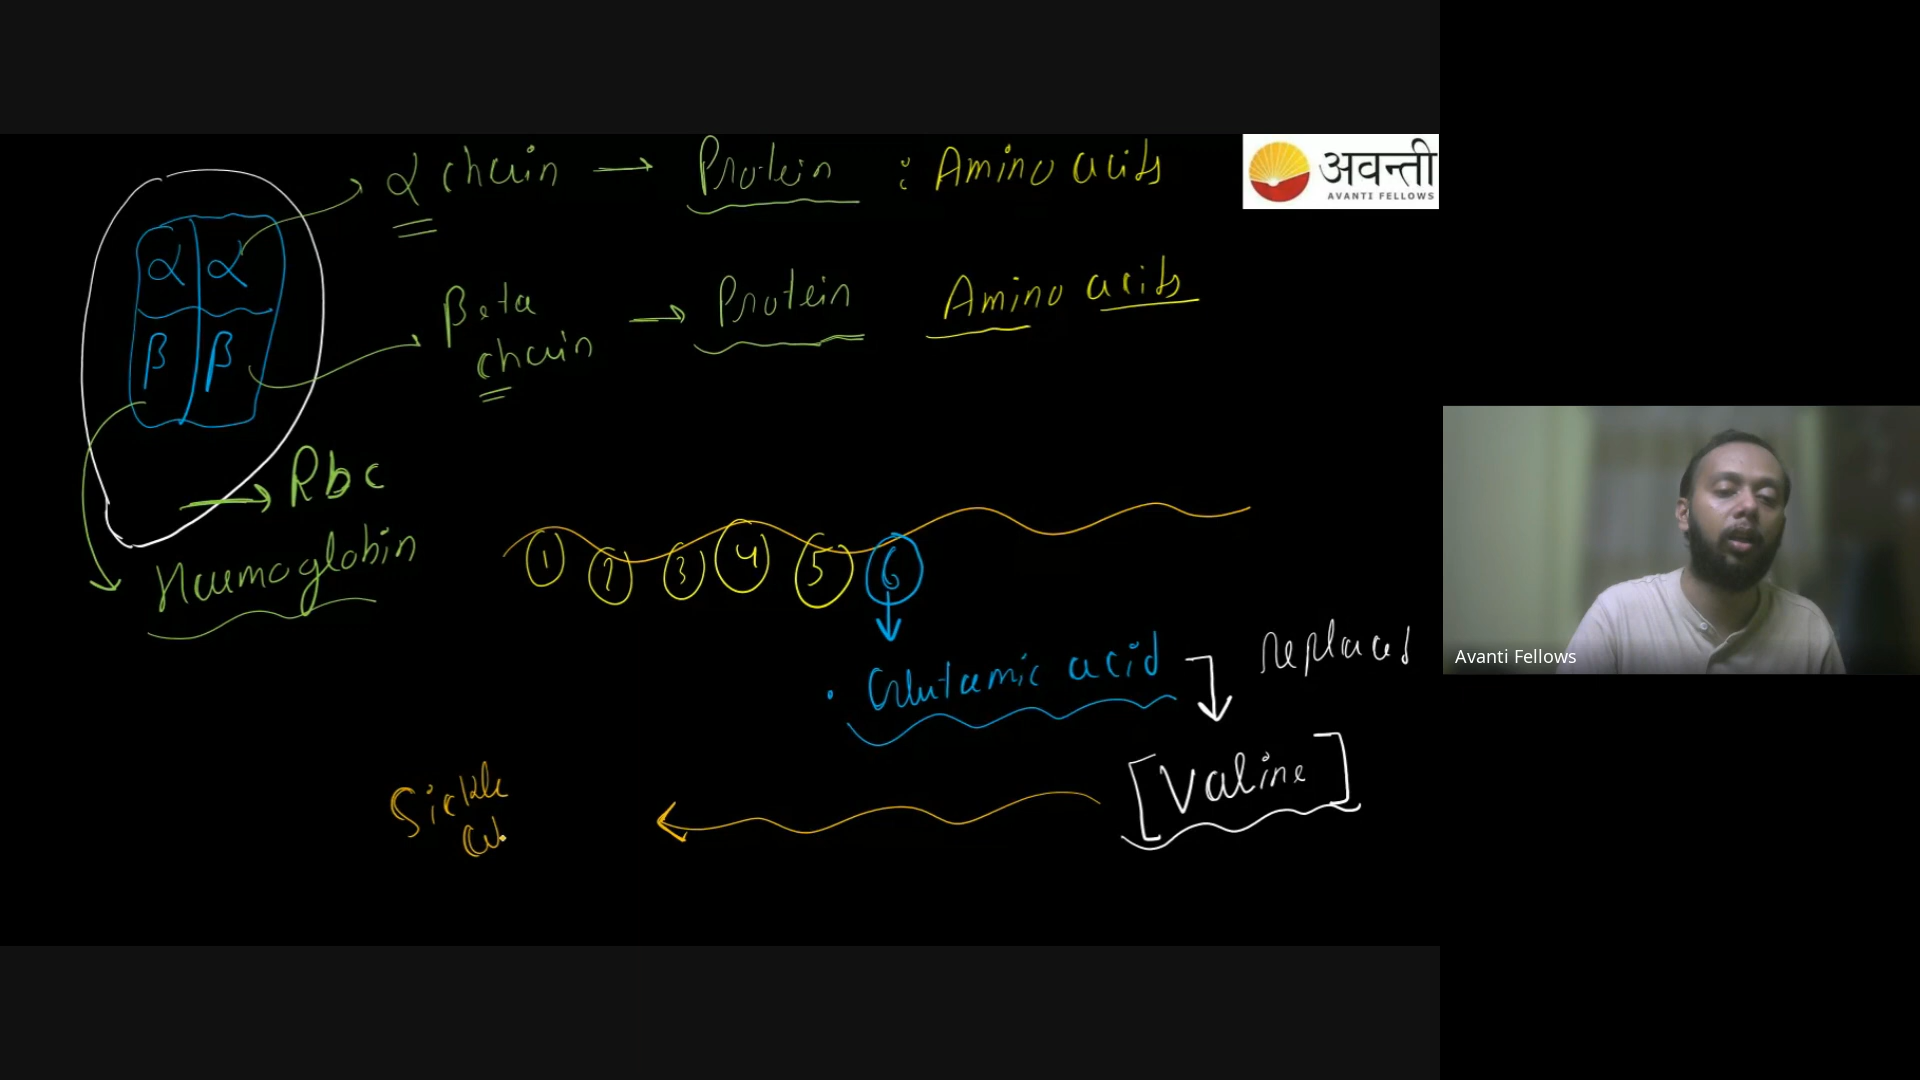 α chain → Protein : Amino acids
अवन्ती
AVANTI FELLOWS
α α
β β
Beta chain → Protein Amino acids
→ Rbc
Haemoglobin
1 2 3 4 5 6
Glutamic acid
replaced
[Valine]
Sickle
Avanti Fellows